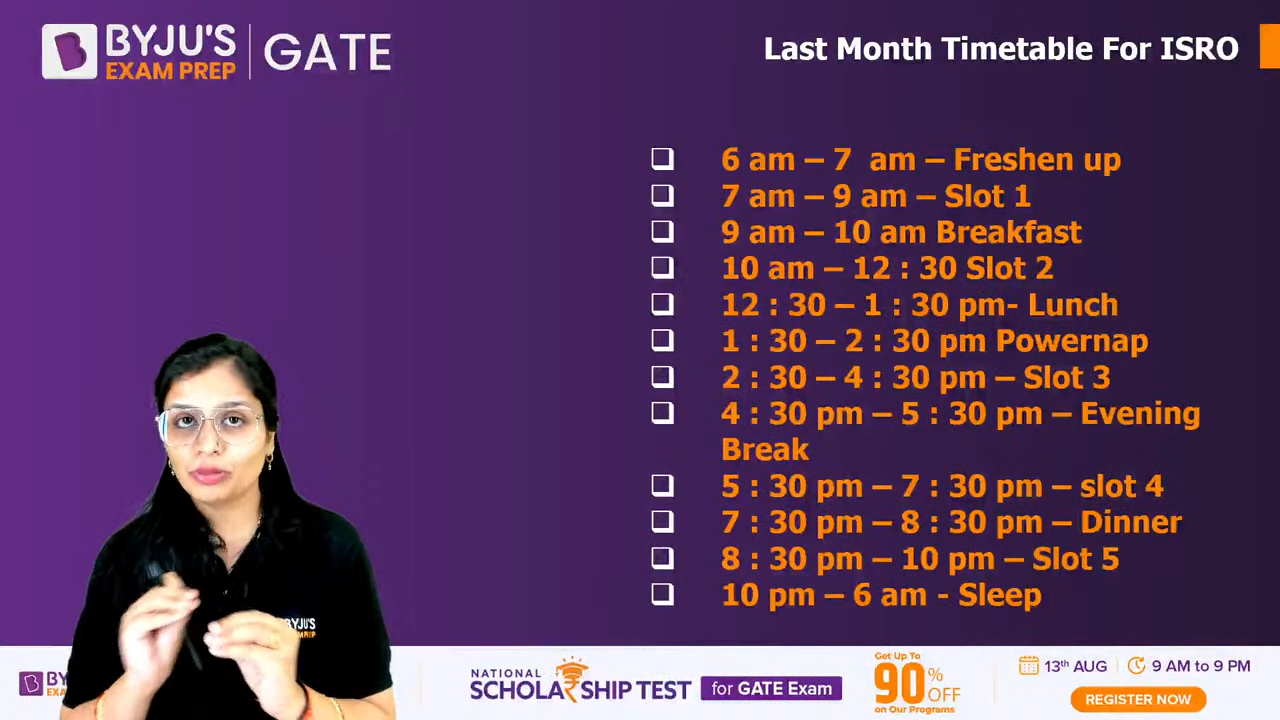 BYJU'S
EXAM PREP
GATE
Last Month Timetable For ISRO
6 am – 7 am – Freshen up
7 am – 9 am – Slot 1
9 am – 10 am Breakfast
10 am – 12 : 30 Slot 2
12 : 30 – 1 : 30 pm- Lunch
1 : 30 – 2 : 30 pm Powernap
2 : 30 – 4 : 30 pm – Slot 3
4 : 30 pm – 5 : 30 pm – Evening
Break
5 : 30 pm – 7 : 30 pm – slot 4
7 : 30 pm – 8 : 30 pm – Dinner
8 : 30 pm – 10 pm – Slot 5
10 pm – 6 am - Sleep
NATIONAL
SCHOLARSHIP TEST
for GATE Exam
Get Up To
90% OFF
on Our Programs
13th AUG
9 AM to 9 PM
REGISTER NOW